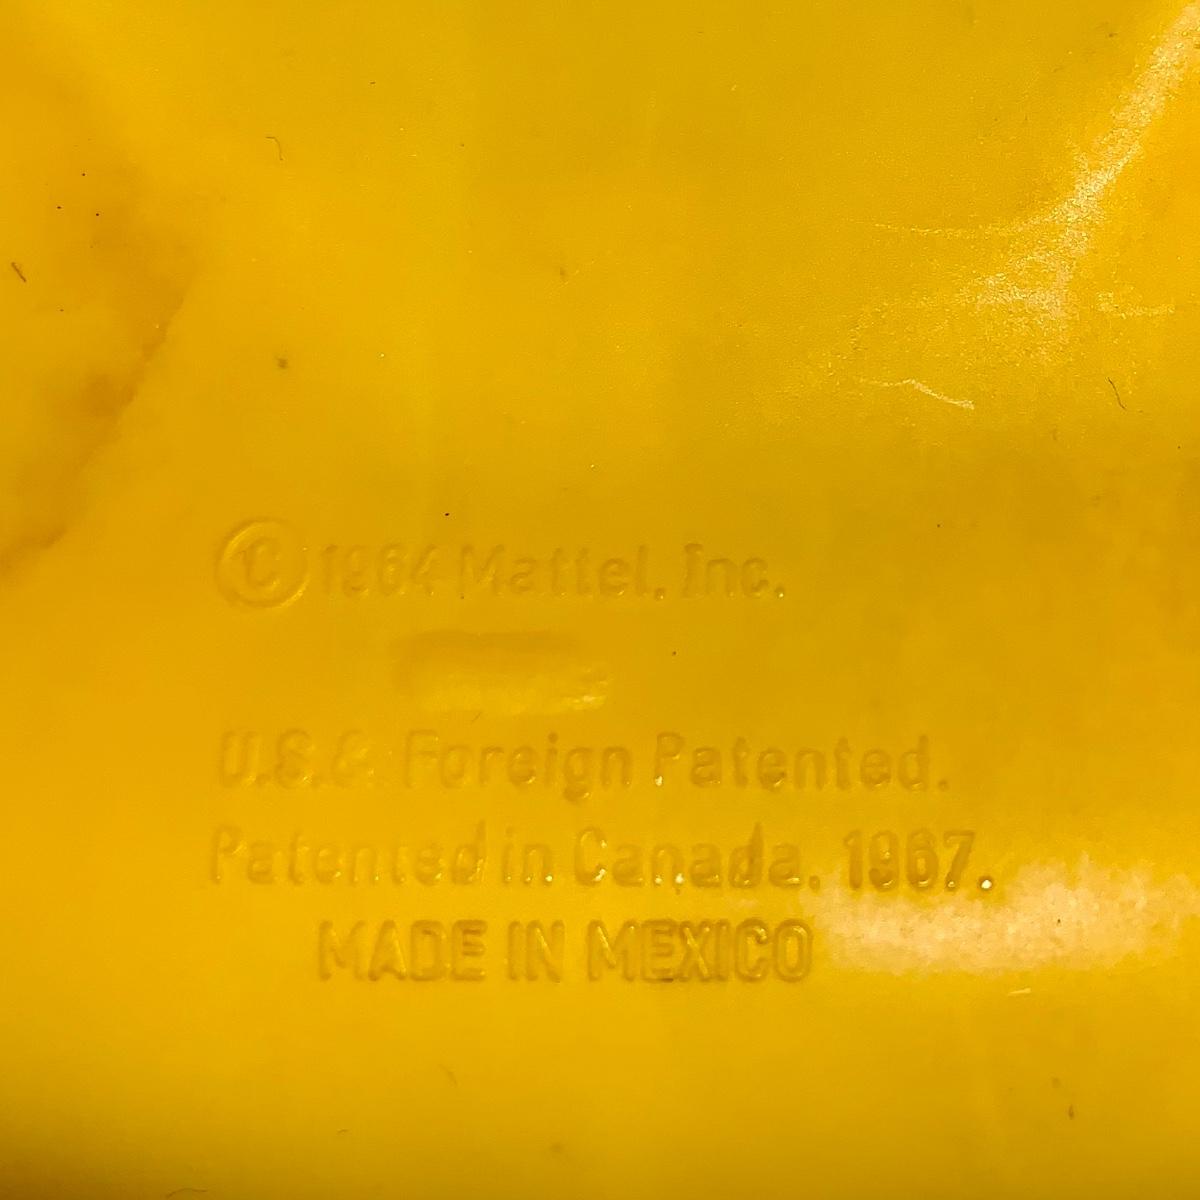 © 1964 Mattel, Inc.
U.S.& Foreign Patented.
Patented in Canada. 1967.
MADE IN MEXICO